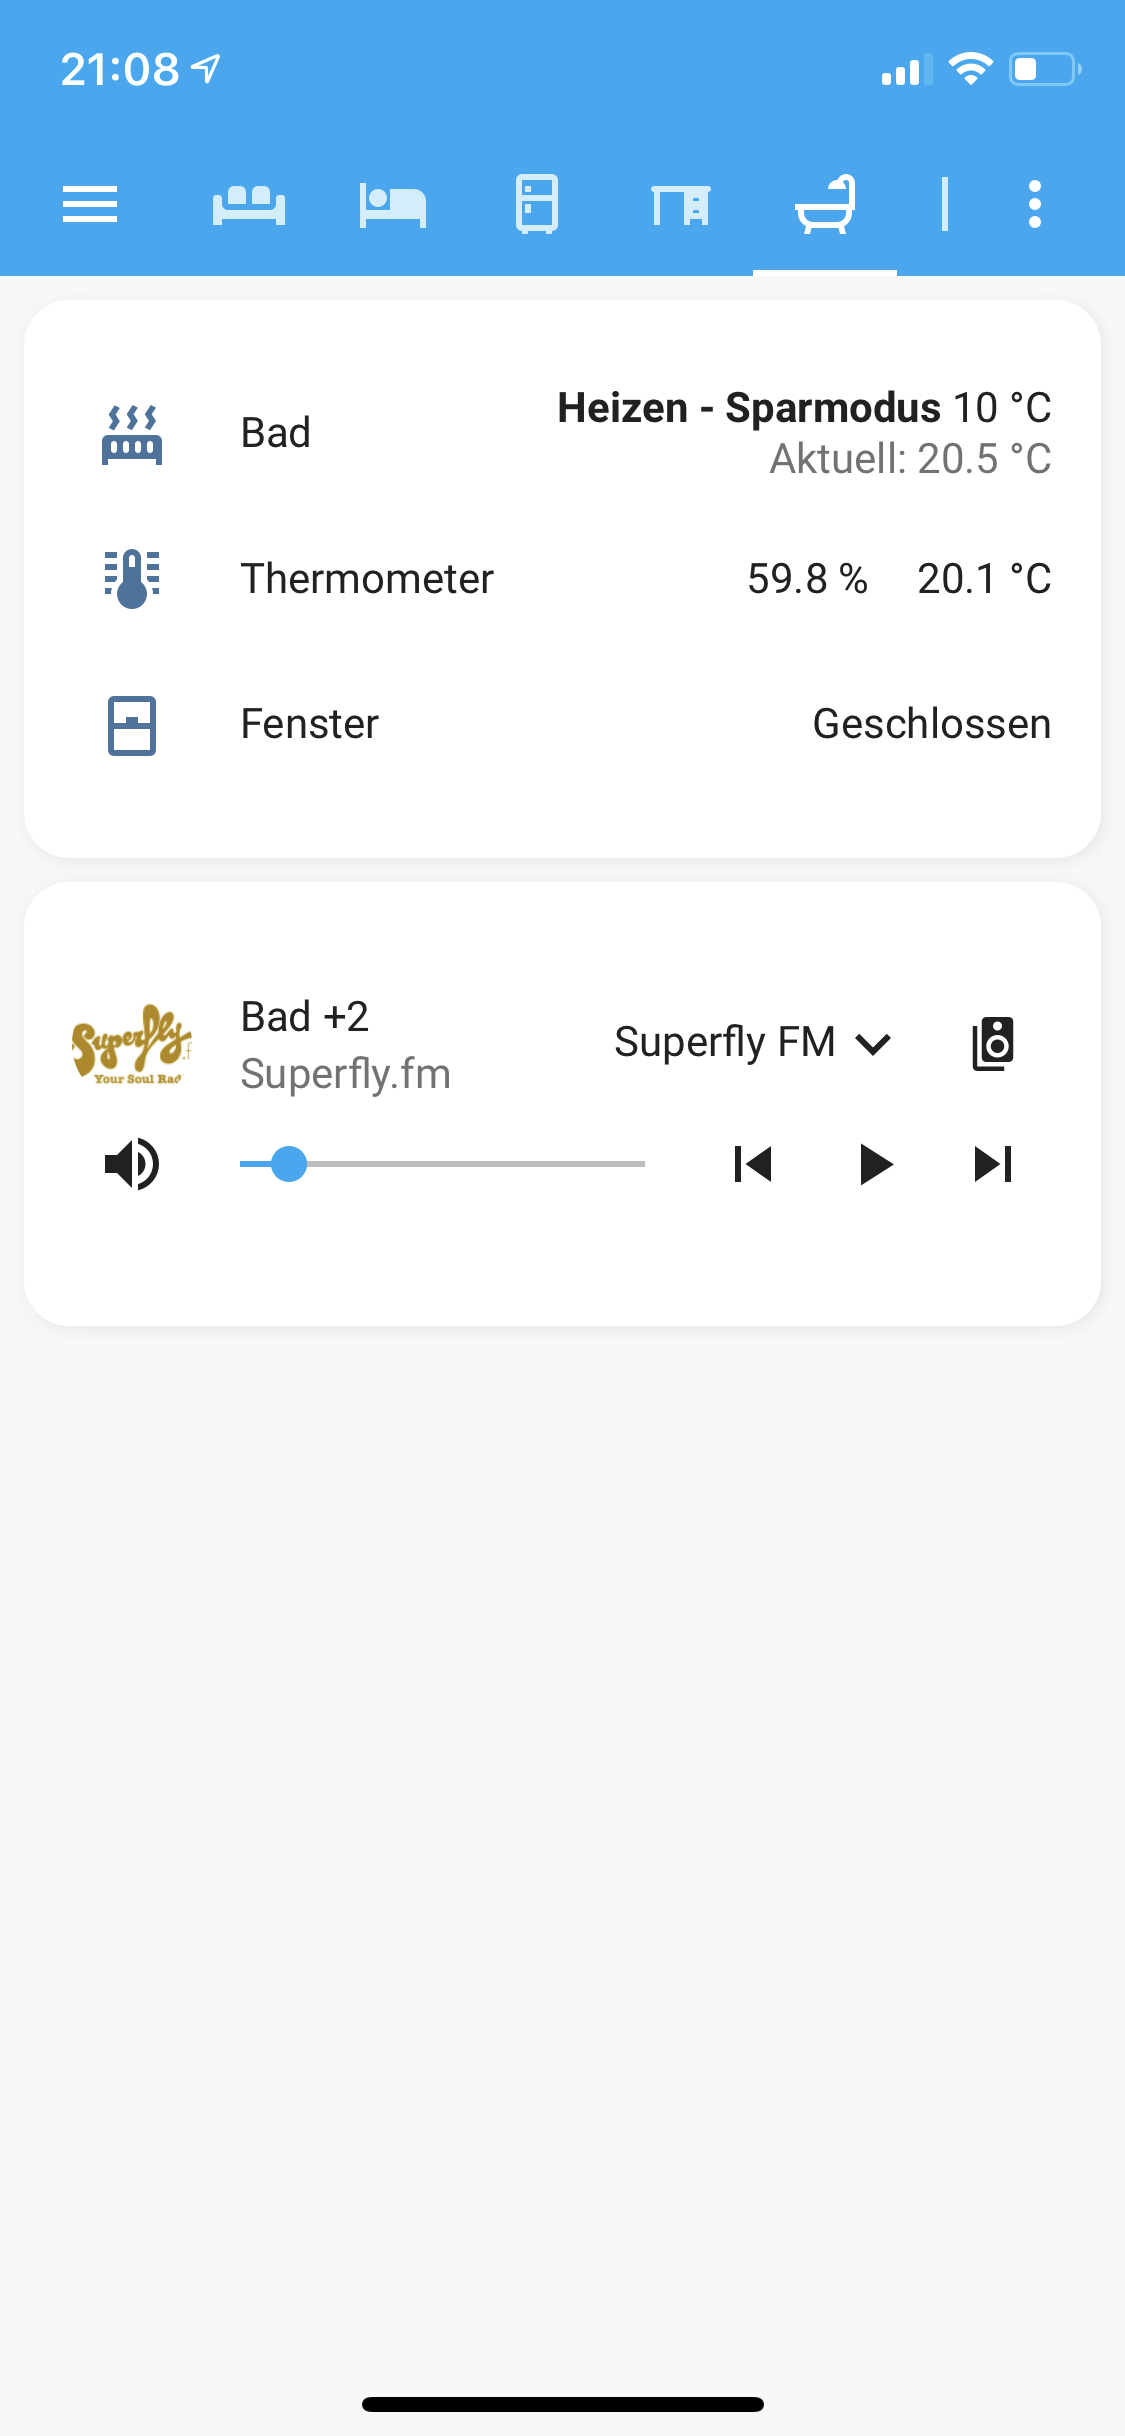 21:08
Bad
Heizen - Sparmodus 10 °C
Aktuell: 20.5 °C
Thermometer 59.8 % 20.1 °C
Fenster Geschlossen
Superfly.f
Your Soul Rad
Bad +2
Superfly.fm
Superfly FM